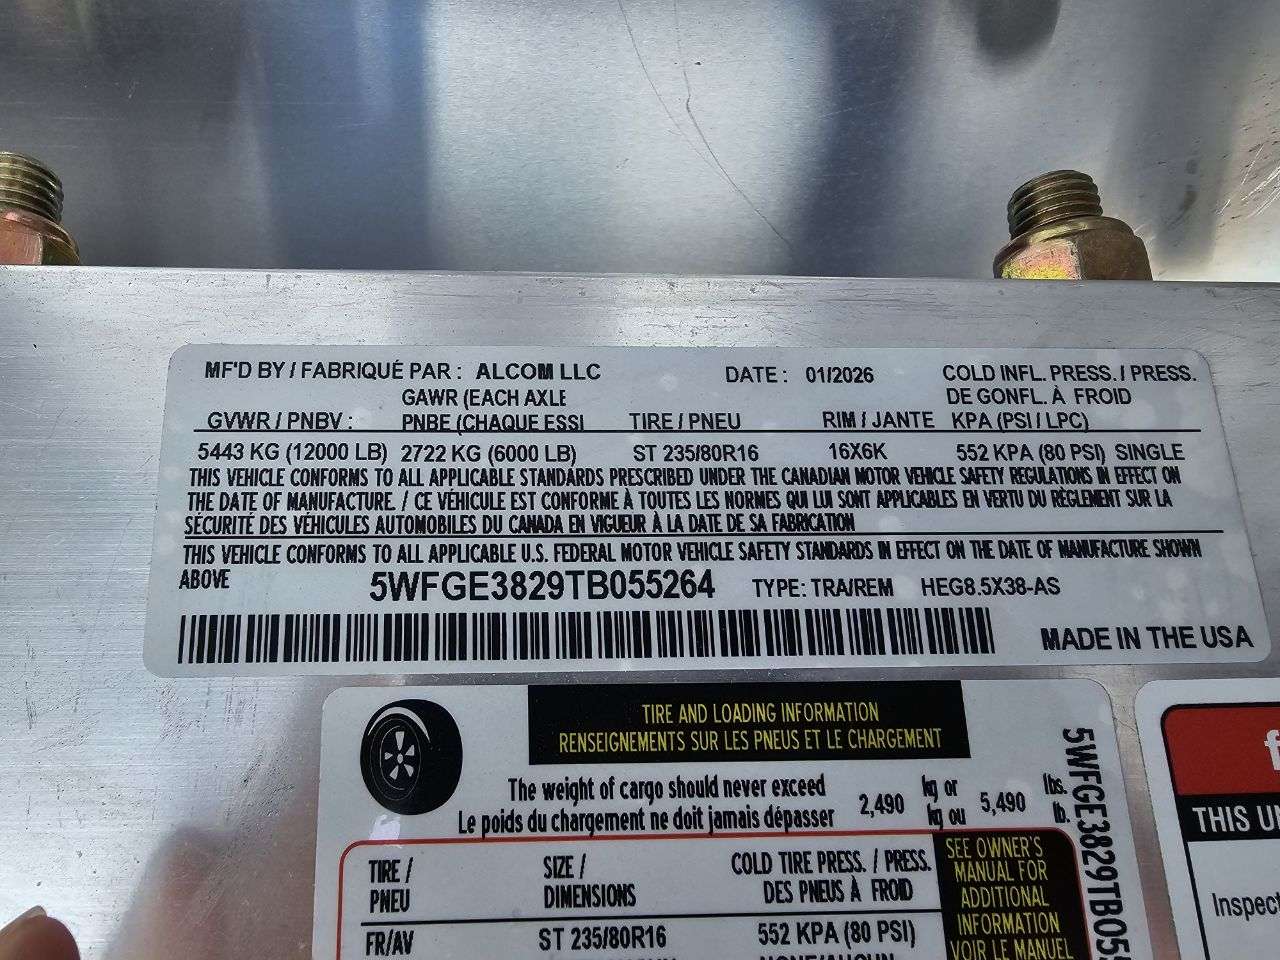 MF'D BY / FABRIQUÉ PAR : ALCOM LLC DATE : 01/2026 COLD INFL. PRESS. / PRESS.
GAWR (EACH AXLE DE GONFL. À FROID
GVWR / PNBV : PNBE (CHAQUE ESSI TIRE / PNEU RIM / JANTE KPA (PSI / LPC)
5443 KG (12000 LB) 2722 KG (6000 LB) ST 235/80R16 16X6K 552 KPA (80 PSI) SINGLE
THIS VEHICLE CONFORMS TO ALL APPLICABLE STANDARDS PRESCRIBED UNDER THE CANADIAN MOTOR VEHICLE SAFETY REGULATIONS IN EFFECT ON
THE DATE OF MANUFACTURE. / CE VÉHICULE EST CONFORME À TOUTES LES NORMES QUI LUI SONT APPLICABLES EN VERTU DU RÈGLEMENT SUR LA
SÉCURITÉ DES VÉHICULES AUTOMOBILES DU CANADA EN VIGUEUR À LA DATE DE SA FABRICATION
THIS VEHICLE CONFORMS TO ALL APPLICABLE U.S. FEDERAL MOTOR VEHICLE SAFETY STANDARDS IN EFFECT ON THE DATE OF MANUFACTURE SHOWN
ABOVE 5WFGE3829TB055264 TYPE: TRA/REM HEG8.5X38-AS
MADE IN THE USA
TIRE AND LOADING INFORMATION
RENSEIGNEMENTS SUR LES PNEUS ET LE CHARGEMENT
The weight of cargo should never exceed
Le poids du chargement ne doit jamais dépasser 2,490 kg or kg ou 5,490 lbs. lb.
TIRE / PNEU SIZE / DIMENSIONS COLD TIRE PRESS. / PRESS. DES PNEUS À FROID
FR/AV ST 235/80R16 552 KPA (80 PSI)
SEE OWNER'S
MANUAL FOR
ADDITIONAL
INFORMATION
VOIR LE MANUEL
5WFGE3829TB05
THIS U
Inspect